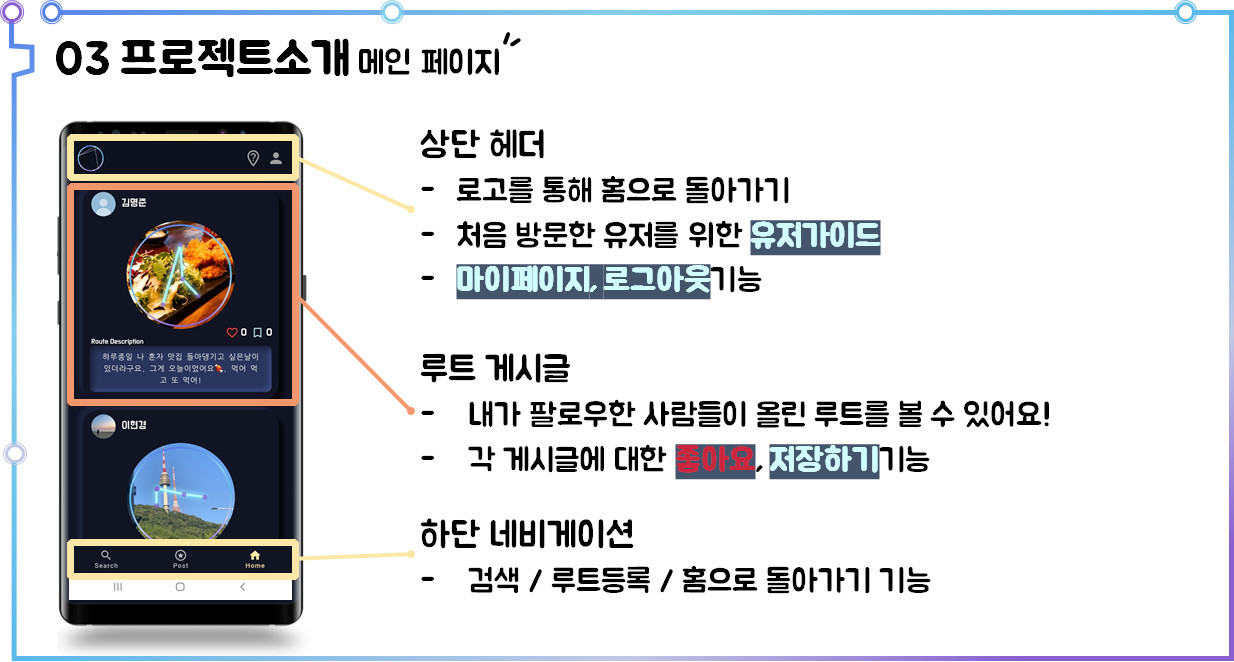 03 프로젝트소개 메인 페이지
김명준
0 0
Route Description
하루종일 나 혼자 맛집 돌아댕기고 싶은날이
있더라구요. 그게 오늘이었어요💘. 먹어 먹
고 또 먹어!
이현경
Search Post Home
상단 헤더
- 로고를 통해 홈으로 돌아가기
- 처음 방문한 유저를 위한 유저가이드
- 마이페이지, 로그아웃기능
루트 게시글
- 내가 팔로우한 사람들이 올린 루트를 볼 수 있어요!
- 각 게시글에 대한 좋아요, 저장하기기능
하단 네비게이션
- 검색 / 루트등록 / 홈으로 돌아가기 기능